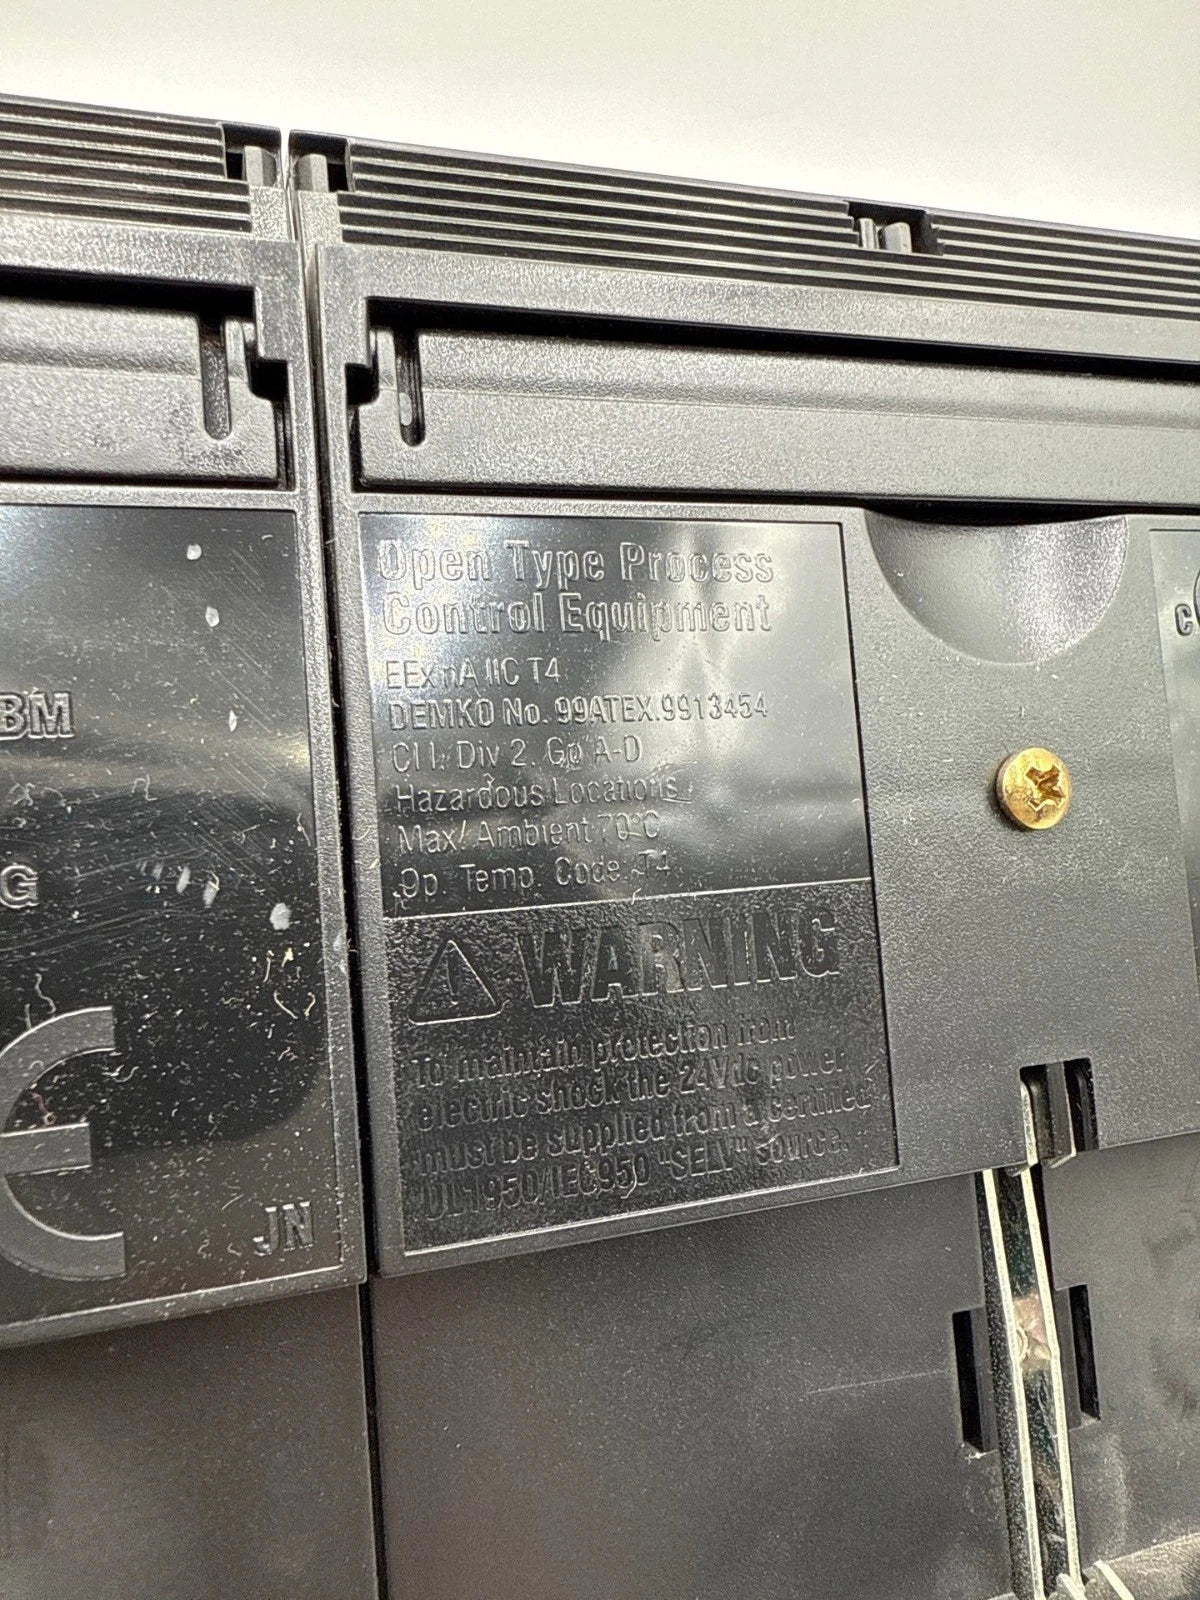 BM
G
JN
Open Type Process
Control Equipment
EEx nA IIC T4
DEMKO No. 99ATEX.9913454
Cl I, Div 2, Gp A-D
Hazardous Locations
Max. Ambient 70°C
Op. Temp. Code: T4
WARNING
To maintain protection from
electric shock the 24Vdc power
must be supplied from a certified
UL1950/IEC950 "SELV" source.
C